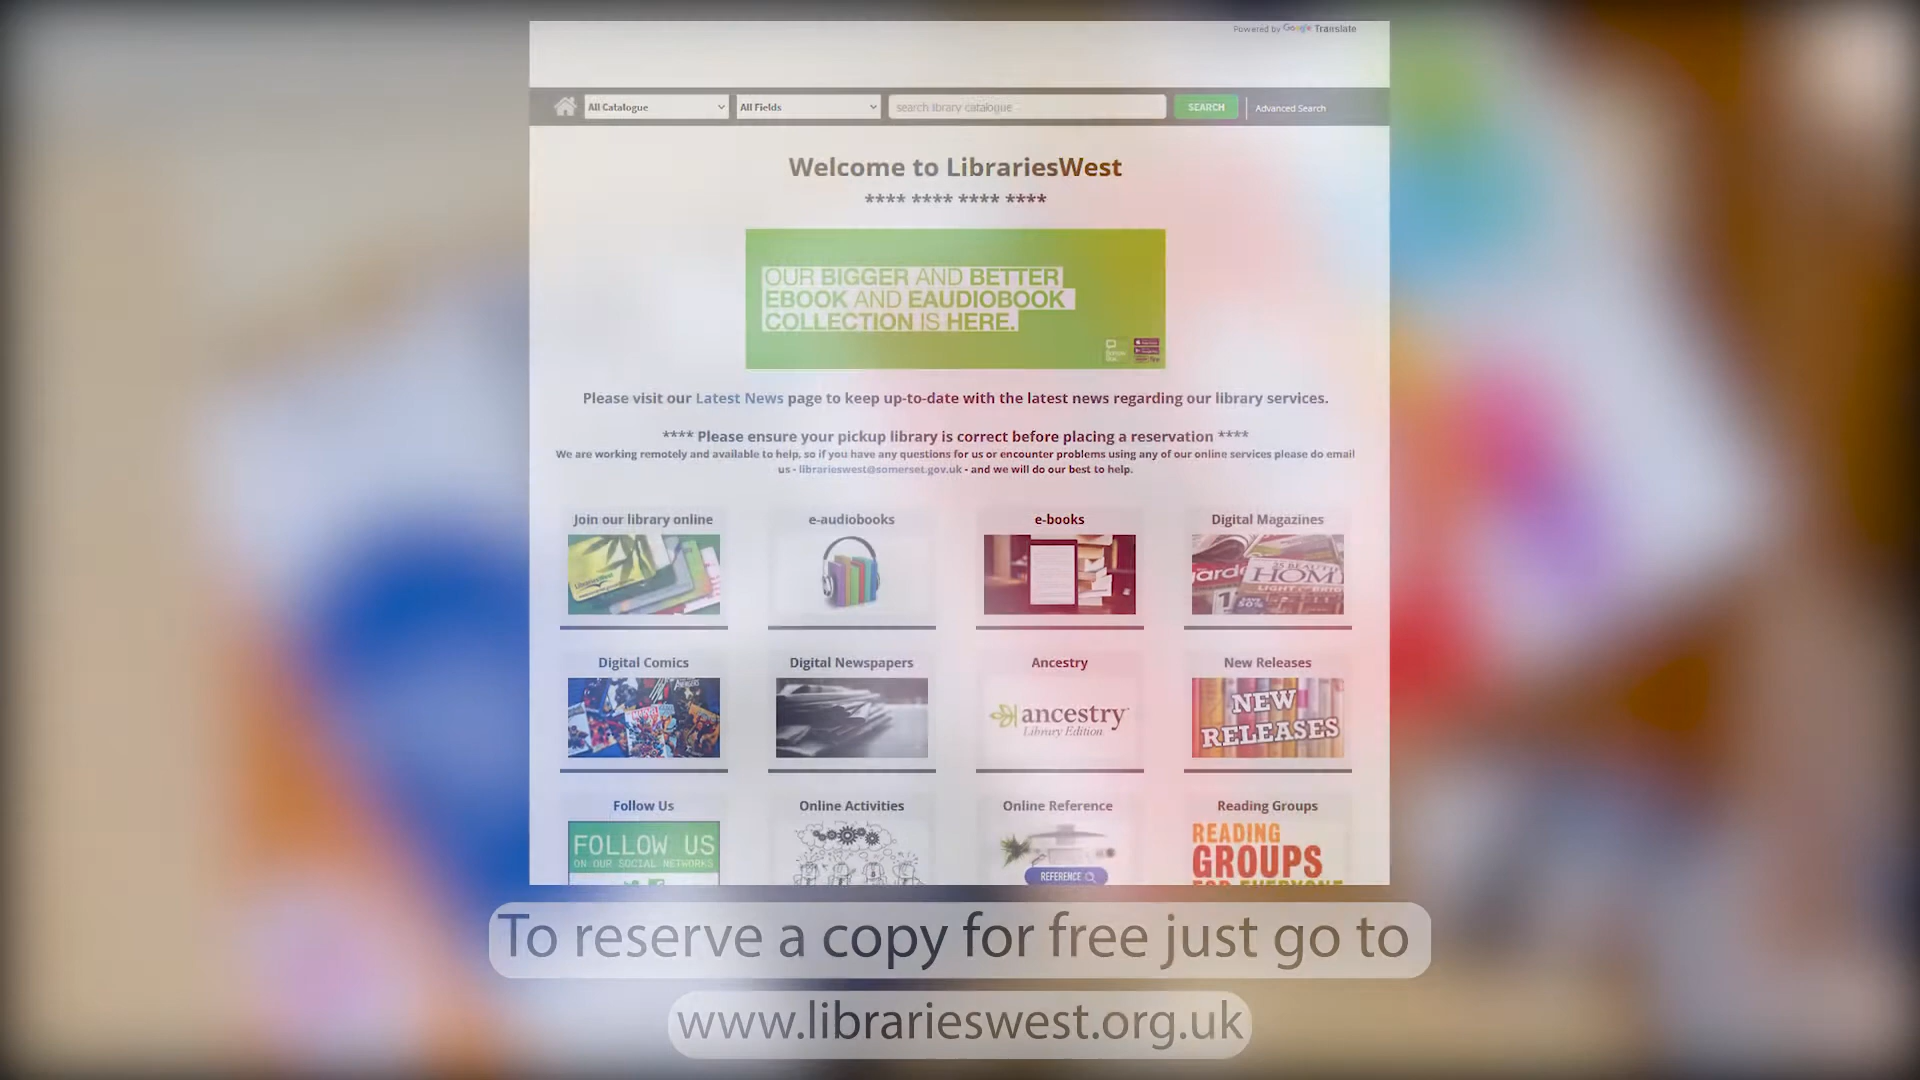 Powered by Google Translate
All Catalogue
All Fields
search library catalogue
SEARCH
Advanced Search
Welcome to LibrariesWest
**** **** **** ****
OUR BIGGER AND BETTER
EBOOK AND EAUDIOBOOK
COLLECTION IS HERE.
Please visit our Latest News page to keep up-to-date with the latest news regarding our library services.
**** Please ensure your pickup library is correct before placing a reservation ****
We are working remotely and available to help, so if you have any questions for us or encounter problems using any of our online services please do email
us - librarieswest@somerset.gov.uk - and we will do our best to help.
Join our library online
e-audiobooks
e-books
Digital Magazines
HOM
Digital Comics
Digital Newspapers
Ancestry
New Releases
ancestry
Library Edition
NEW
RELEASES
Follow Us
Online Activities
Online Reference
Reading Groups
FOLLOW US
ON OUR SOCIAL NETWORKS
REFERENCE
READING
GROUPS
FOR EVERYONE
To reserve a copy for free just go to
www.librarieswest.org.uk